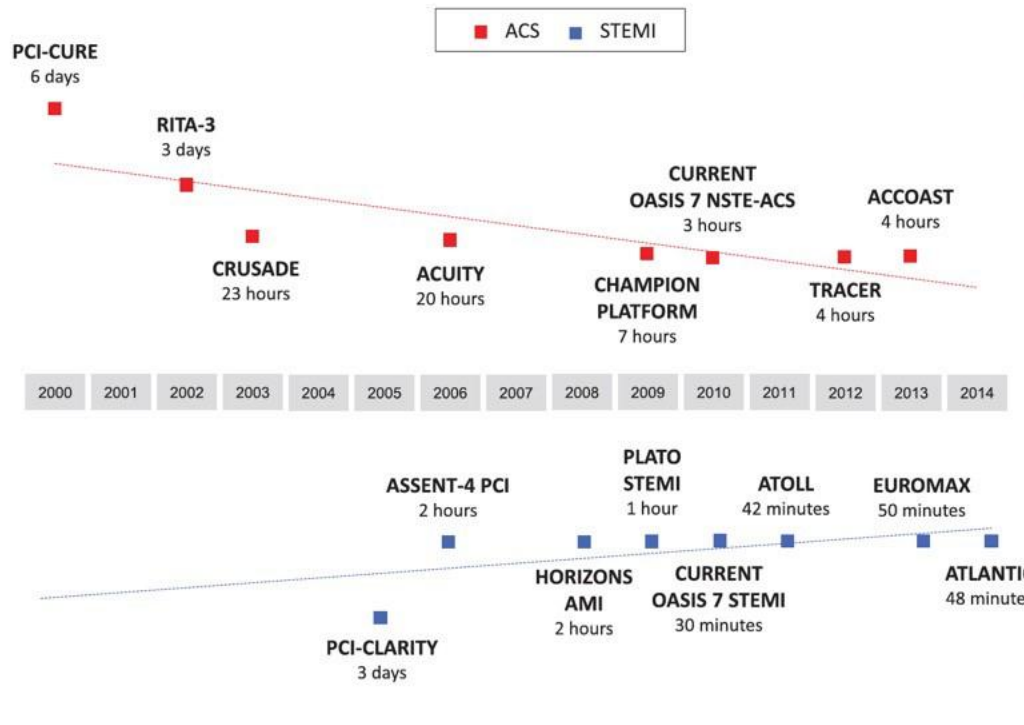 ACS STEMI
PCI-CURE
6 days
RITA-3
3 days
CRUSADE
23 hours
ACUITY
20 hours
CHAMPION
PLATFORM
7 hours
CURRENT
OASIS 7 NSTE-ACS
3 hours
TRACER
4 hours
ACCOAST
4 hours
2000 2001 2002 2003 2004 2005 2006 2007 2008 2009 2010 2011 2012 2013 2014
PCI-CLARITY
3 days
ASSENT-4 PCI
2 hours
HORIZONS
AMI
2 hours
PLATO
STEMI
1 hour
CURRENT
OASIS 7 STEMI
30 minutes
ATOLL
42 minutes
EUROMAX
50 minutes
ATLANTI
48 minute